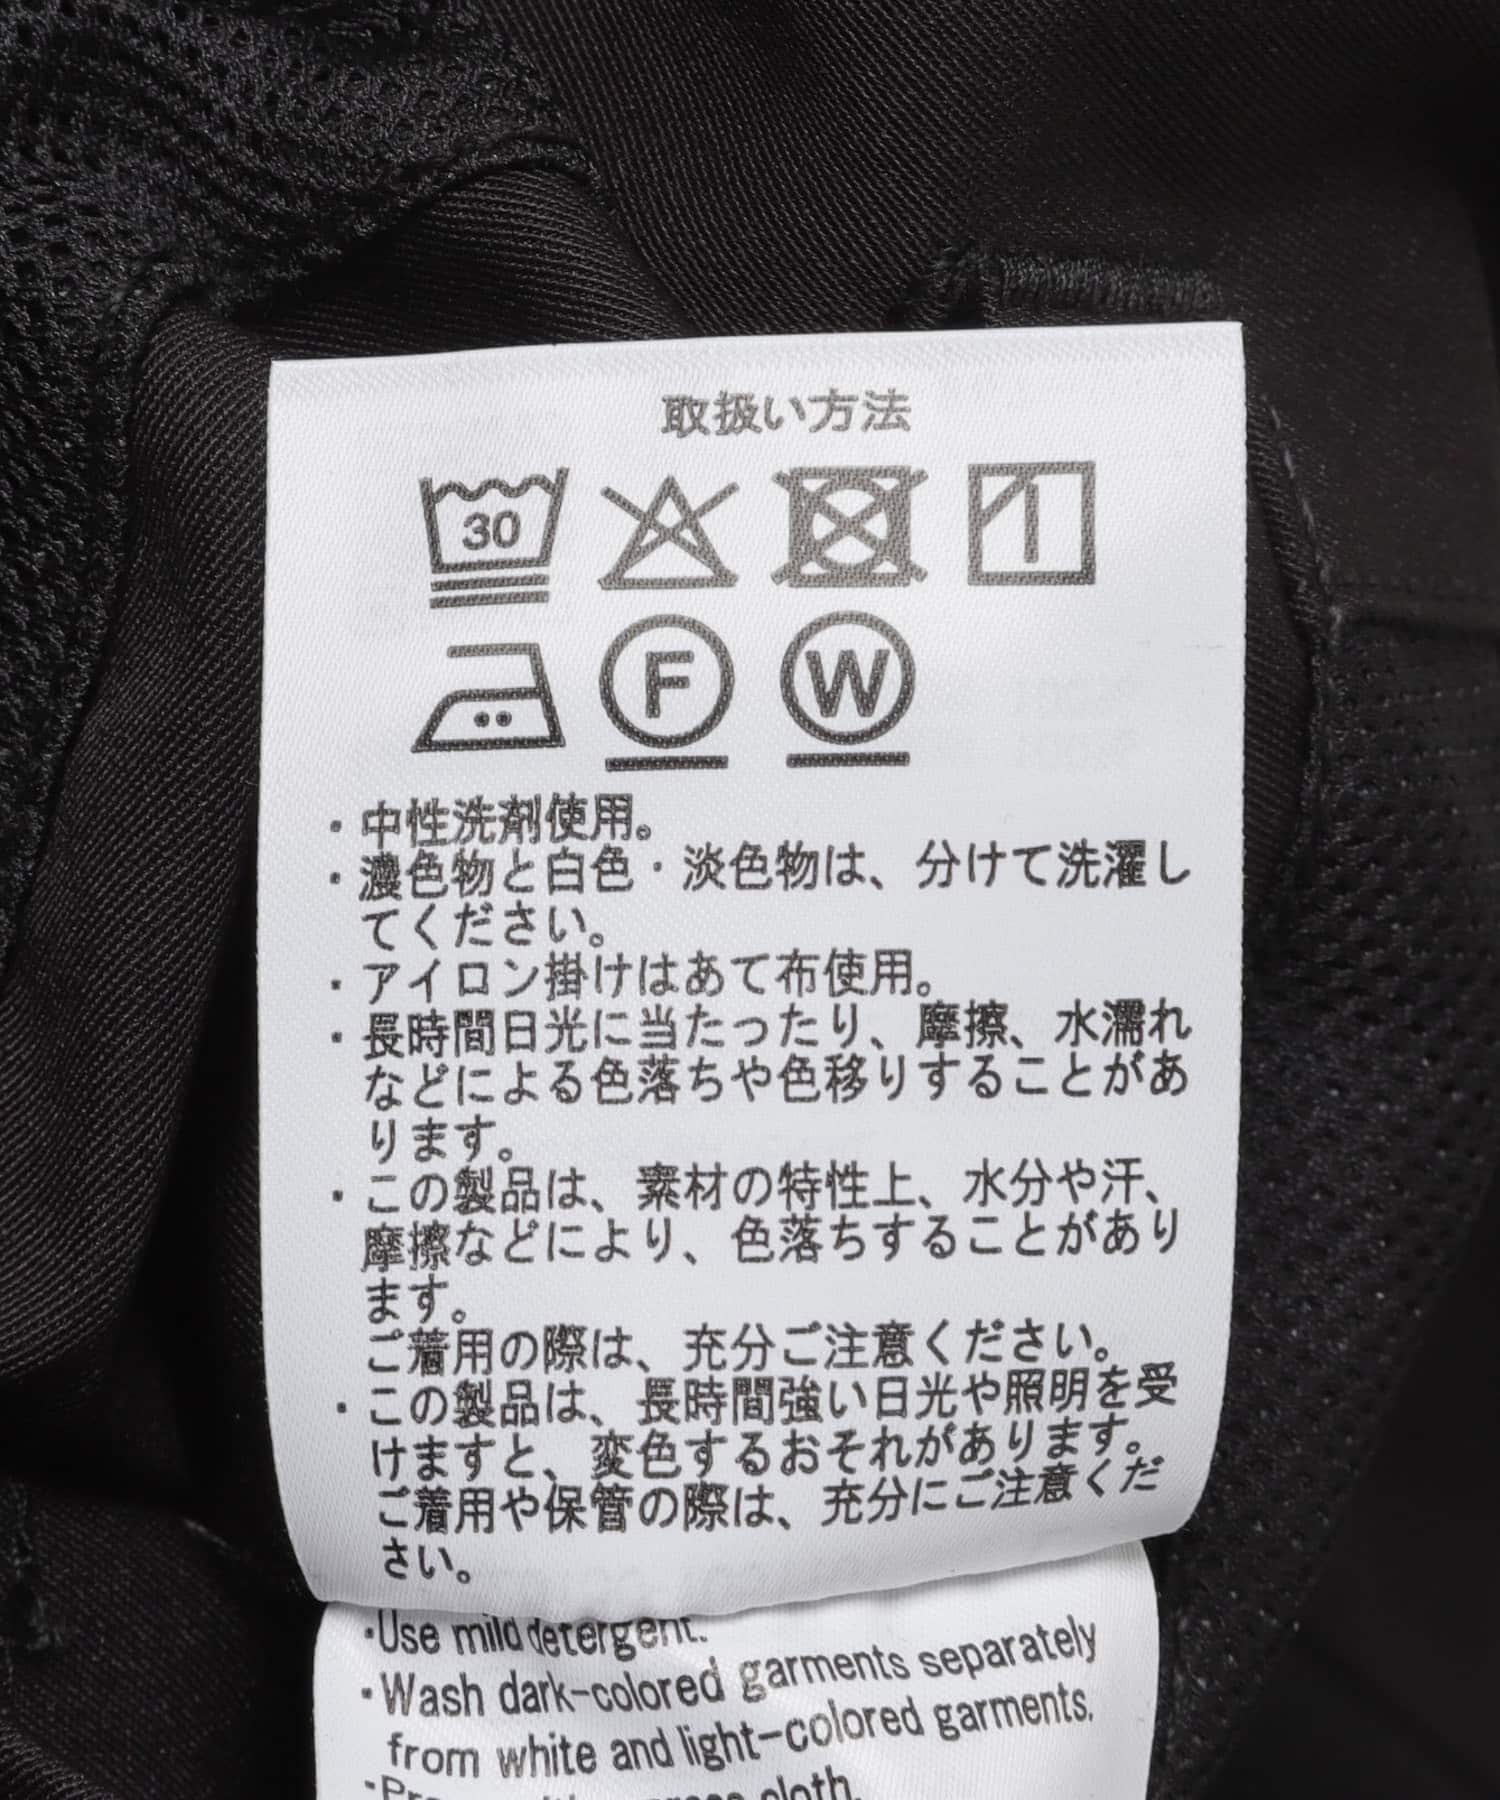 取扱い方法
30
F W
・中性洗剤使用。
・濃色物と白色・淡色物は、分けて洗濯し
てください。
・アイロン掛けはあて布使用。
・長時間日光に当たったり、摩擦、水濡れ
などによる色落ちや色移りすることがあ
ります。
・この製品は、素材の特性上、水分や汗、
摩擦などにより、色落ちすることがあり
ます。
ご着用の際は、充分ご注意ください。
・この製品は、長時間強い日光や照明を受
けますと、変色するおそれがあります。
ご着用や保管の際は、充分にご注意くだ
さい。
・Use mild detergent.
・Wash dark-colored garments separately
from white and light-colored garments.
cloth.